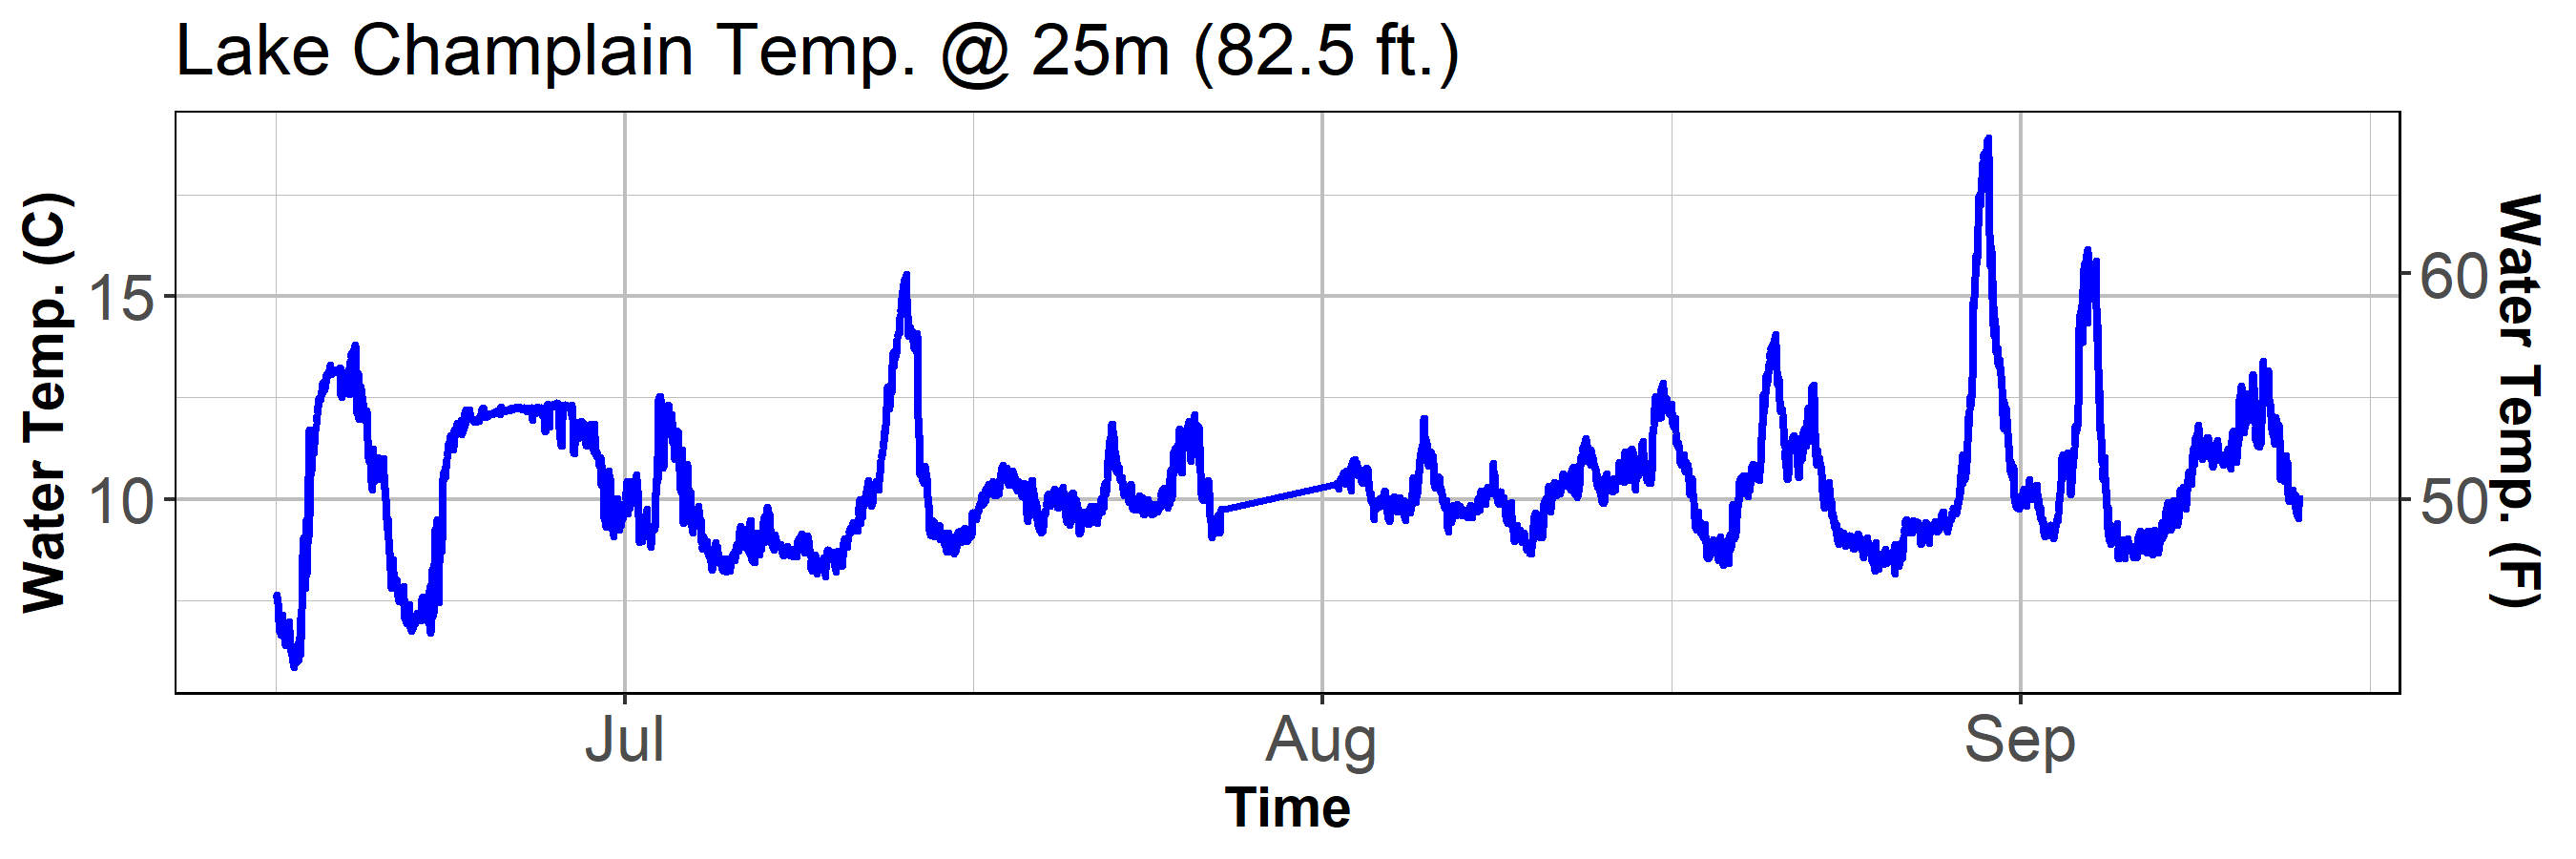 Lake Champlain Temp. @ 25m (82.5 ft.)
Water Temp. (C)
15
10
60
50
Water Temp. (F)
Jul
Aug
Sep
Time